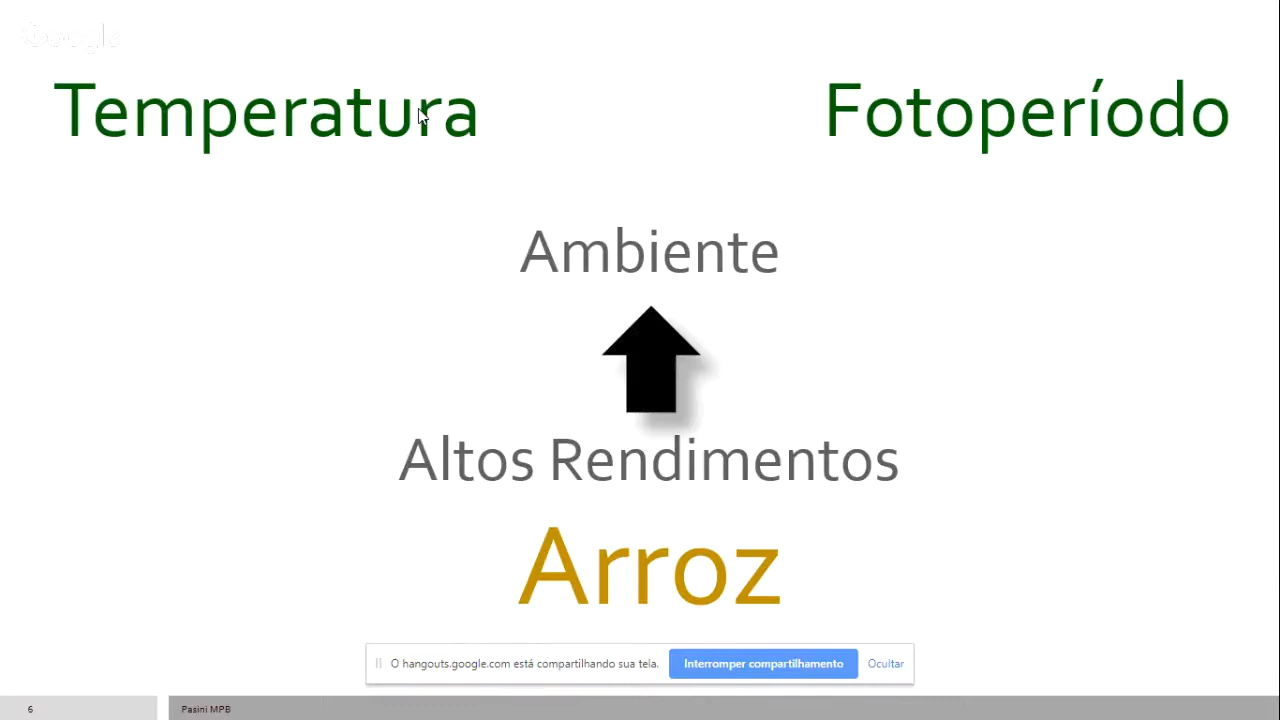 Google
Temperatura
Fotoperíodo
Ambiente
Altos Rendimentos
Arroz
O hangouts.google.com está compartilhando sua tela.
Interromper compartilhamento
Ocultar
6
Pasini MPB